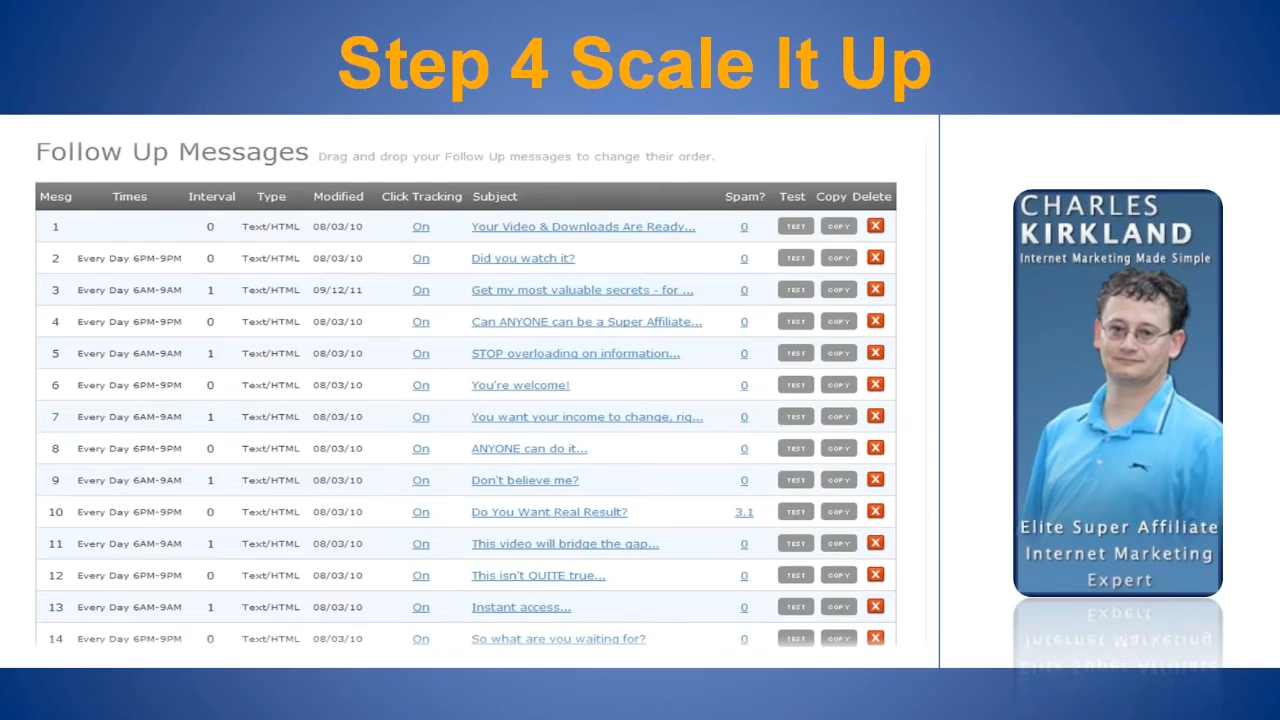 Step 4 Scale It Up
Follow Up Messages Drag and drop your Follow Up messages to change their order.
Mesg Times Interval Type Modified Click Tracking Subject Spam? Test Copy Delete
1 0 Text/HTML 08/03/10 On Your Video & Downloads Are Ready... 0 TEST COPY X
2 Every Day 6PM-9PM 0 Text/HTML 08/03/10 On Did you watch it? 0 TEST COPY X
3 Every Day 6AM-9AM 1 Text/HTML 09/12/11 On Get my most valuable secrets - for ... 0 TEST COPY X
4 Every Day 6PM-9PM 0 Text/HTML 08/03/10 On Can ANYONE can be a Super Affiliate... 0 TEST COPY X
5 Every Day 6AM-9AM 1 Text/HTML 08/03/10 On STOP overloading on information... 0 TEST COPY X
6 Every Day 6PM-9PM 0 Text/HTML 08/03/10 On You're welcome! 0 TEST COPY X
7 Every Day 6AM-9AM 1 Text/HTML 08/03/10 On You want your income to change, rig... 0 TEST COPY X
8 Every Day 6PM-9PM 0 Text/HTML 08/03/10 On ANYONE can do it... 0 TEST COPY X
9 Every Day 6AM-9AM 1 Text/HTML 08/03/10 On Don't believe me? 0 TEST COPY X
10 Every Day 6PM-9PM 0 Text/HTML 08/03/10 On Do You Want Real Result? 3.1 TEST COPY X
11 Every Day 6AM-9AM 1 Text/HTML 08/03/10 On This video will bridge the gap... 0 TEST COPY X
12 Every Day 6PM-9PM 0 Text/HTML 08/03/10 On This isn't QUITE true... 0 TEST COPY X
13 Every Day 6AM-9AM 1 Text/HTML 08/03/10 On Instant access... 0 TEST COPY X
14 Every Day 6PM-9PM 0 Text/HTML 08/03/10 On So what are you waiting for? 0 TEST COPY X
CHARLES
KIRKLAND
Internet Marketing Made Simple
Elite Super Affiliate
Internet Marketing
Expert